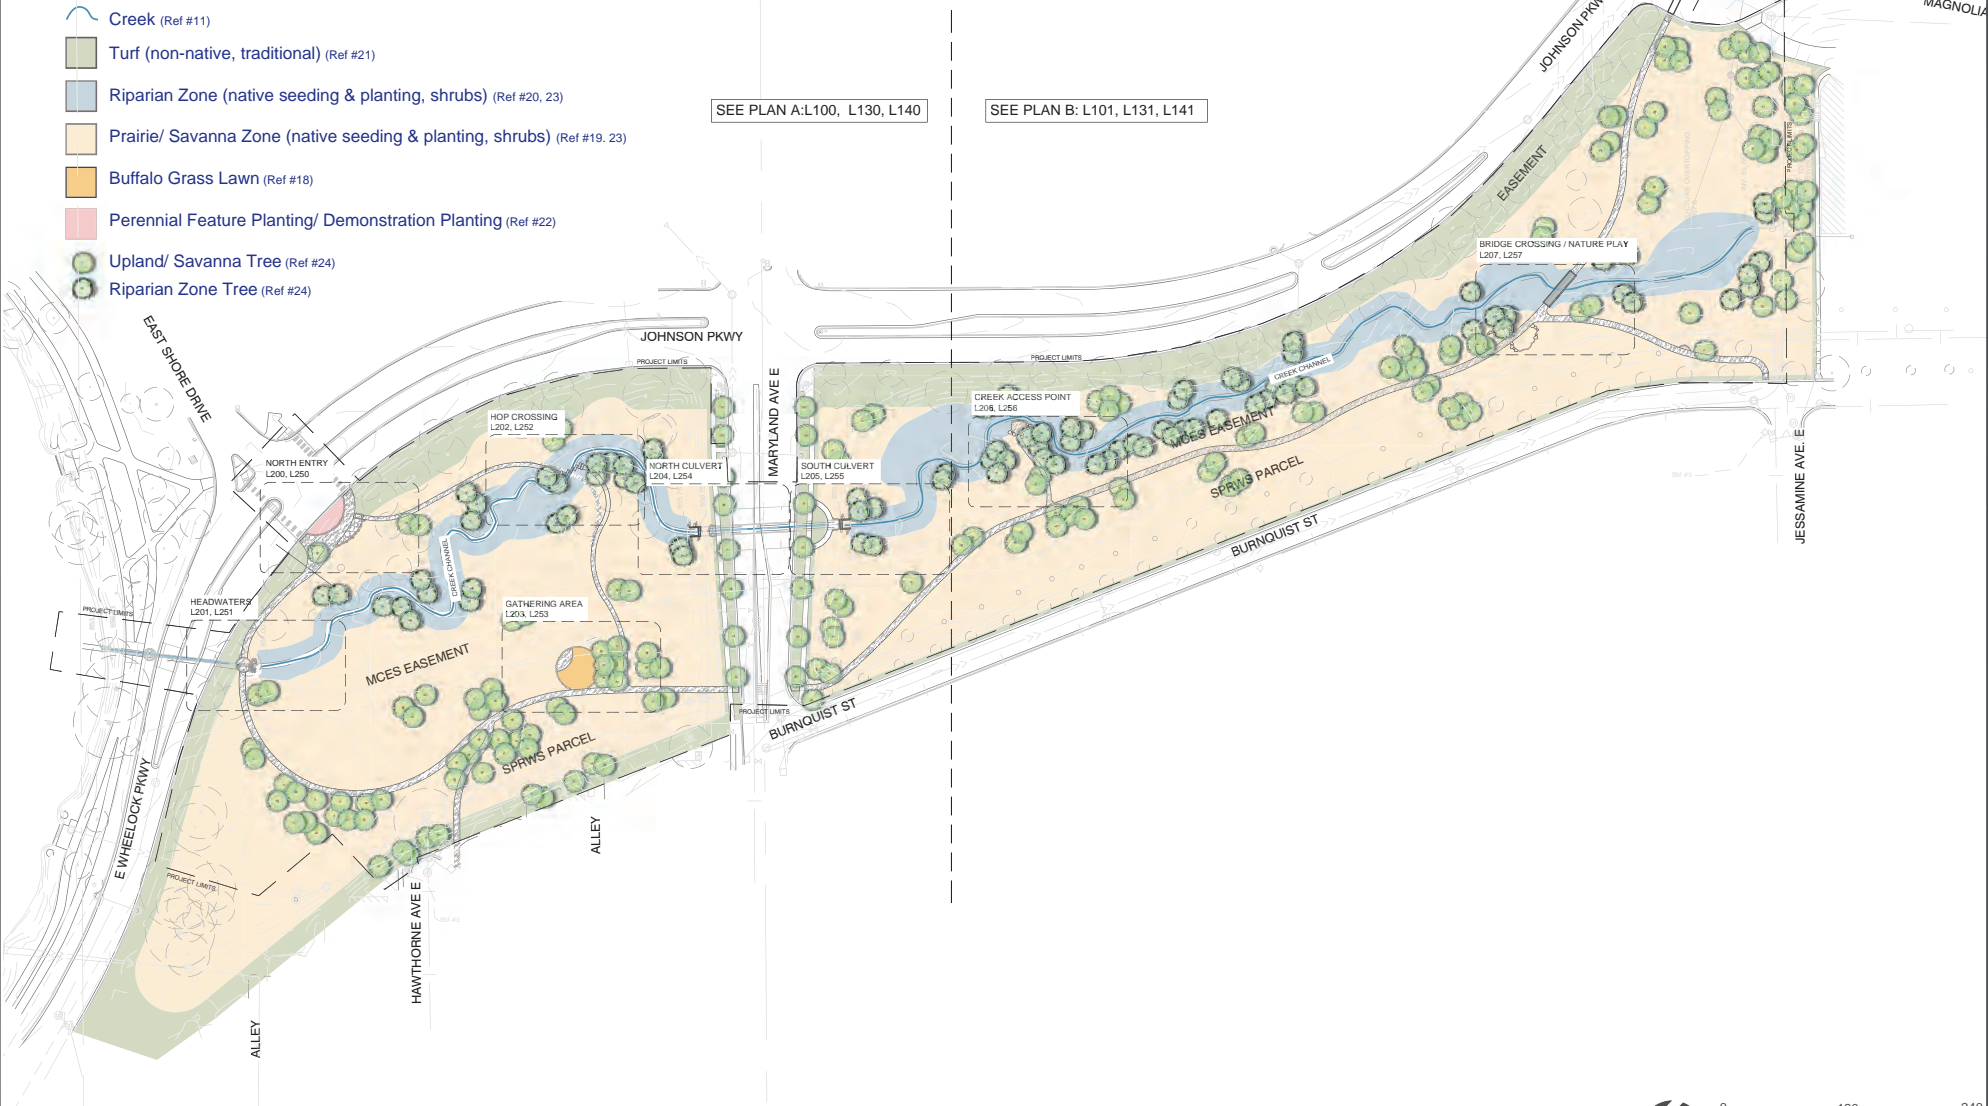 Creek (Ref #11)
Turf (non-native, traditional) (Ref #21)
Riparian Zone (native seeding & planting, shrubs) (Ref #20, 23)
Prairie/ Savanna Zone (native seeding & planting, shrubs) (Ref #19. 23)
Buffalo Grass Lawn (Ref #18)
Perennial Feature Planting/ Demonstration Planting (Ref #22)
Upland/ Savanna Tree (Ref #24)
Riparian Zone Tree (Ref #24)
SEE PLAN A:L100, L130, L140
SEE PLAN B: L101, L131, L141
JOHNSON PKWY
MAGNOLIA
EASEMENT
PROJECT LIMITS
BRIDGE CROSSING / NATURE PLAY
L207, L257
EAST SHORE DRIVE
JOHNSON PKWY
PROJECT LIMITS
PROJECT LIMITS
MARYLAND AVE E
CREEK CHANNEL
CREEK ACCESS POINT
L206, L256
HOP CROSSING
L202, L252
MCES EASEMENT
NORTH ENTRY
L200, L250
NORTH CULVERT
L204, L254
SOUTH CULVERT
L205, L255
SPRWS PARCEL
BURNQUIST ST
JESSAMINE AVE. E
CREEK CHANNEL
HEADWATERS
L201, L251
PROJECT LIMITS
GATHERING AREA
L203, L253
MCES EASEMENT
PROJECT LIMITS
BURNQUIST ST
SPRWS PARCEL
E WHEELOCK PKWY
ALLEY
PROJECT LIMITS
HAWTHORNE AVE E
ALLEY